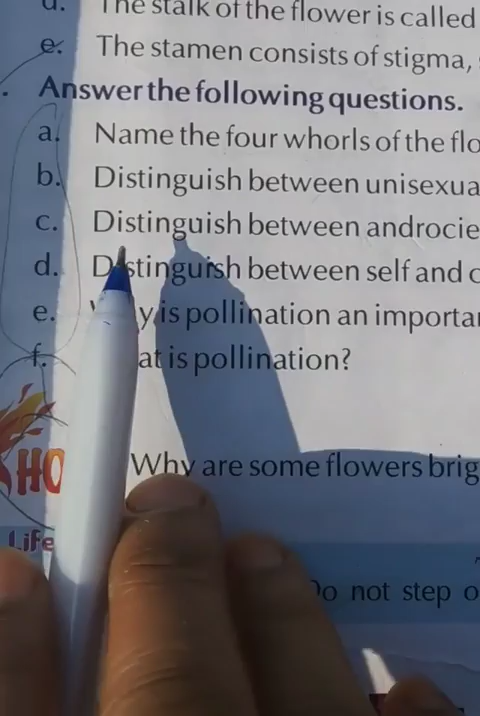 d. The stalk of the flower is called
e. The stamen consists of stigma,
Answer the following questions.
a. Name the four whorls of the flo
b. Distinguish between unisexua
c. Distinguish between androcie
d. Distinguish between self and c
e. y is pollination an importa
f. at is pollination?
HO Why are some flowers brig
Life
Do not step o